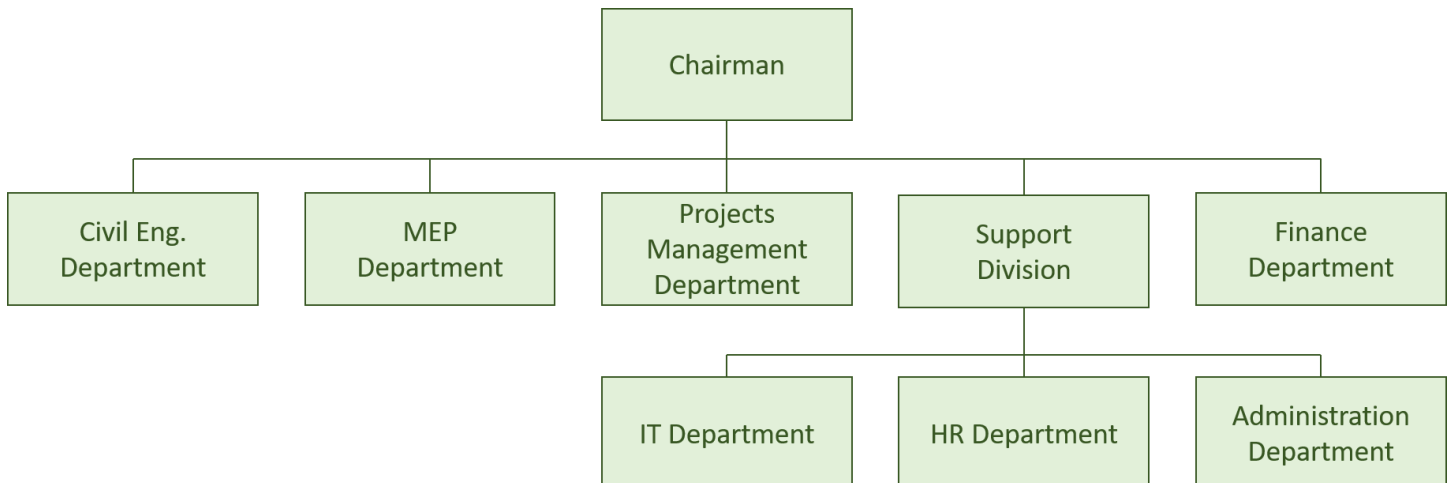 Chairman
Civil Eng.
Department
MEP
Department
Projects
Management
Department
Support
Division
Finance
Department
IT Department
HR Department
Administration
Department